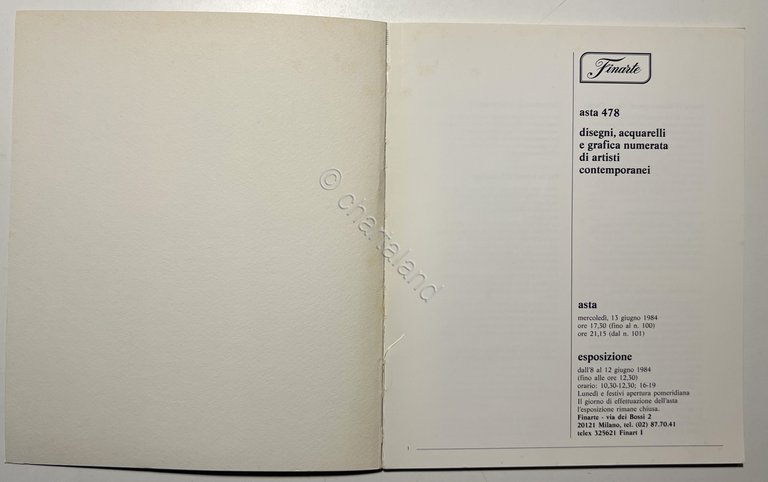 Finarte
asta 478
disegni, acquarelli
e grafica numerata
di artisti
contemporanei
© chartaland
asta
mercoledì, 13 giugno 1984
ore 17,30 (fino al n. 100)
ore 21,15 (dal n. 101)
esposizione
dall'8 al 12 giugno 1984
(fino alle ore 12,30)
orario: 10,30-12,30; 16-19
Lunedì e festivi apertura pomeridiana
Il giorno di effettuazione dell'asta
l'esposizione rimane chiusa.
Finarte - via dei Bossi 2
20121 Milano, tel. (02) 87.70.41
telex 325621 Finart I
1